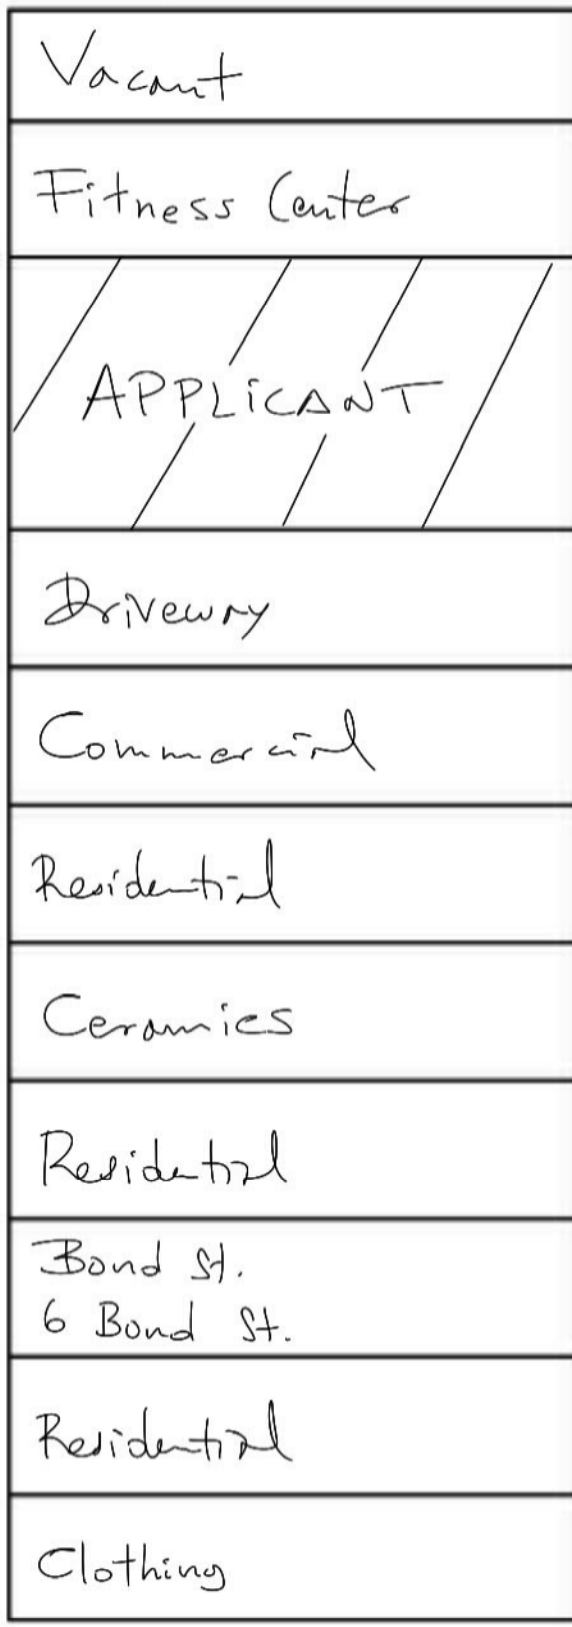 Vacant
Fitness Center
APPLiCANT
Driveway
Commercial
Residential
Ceramics
Residential
Bond St.
6 Bond St.
Residential
Clothing